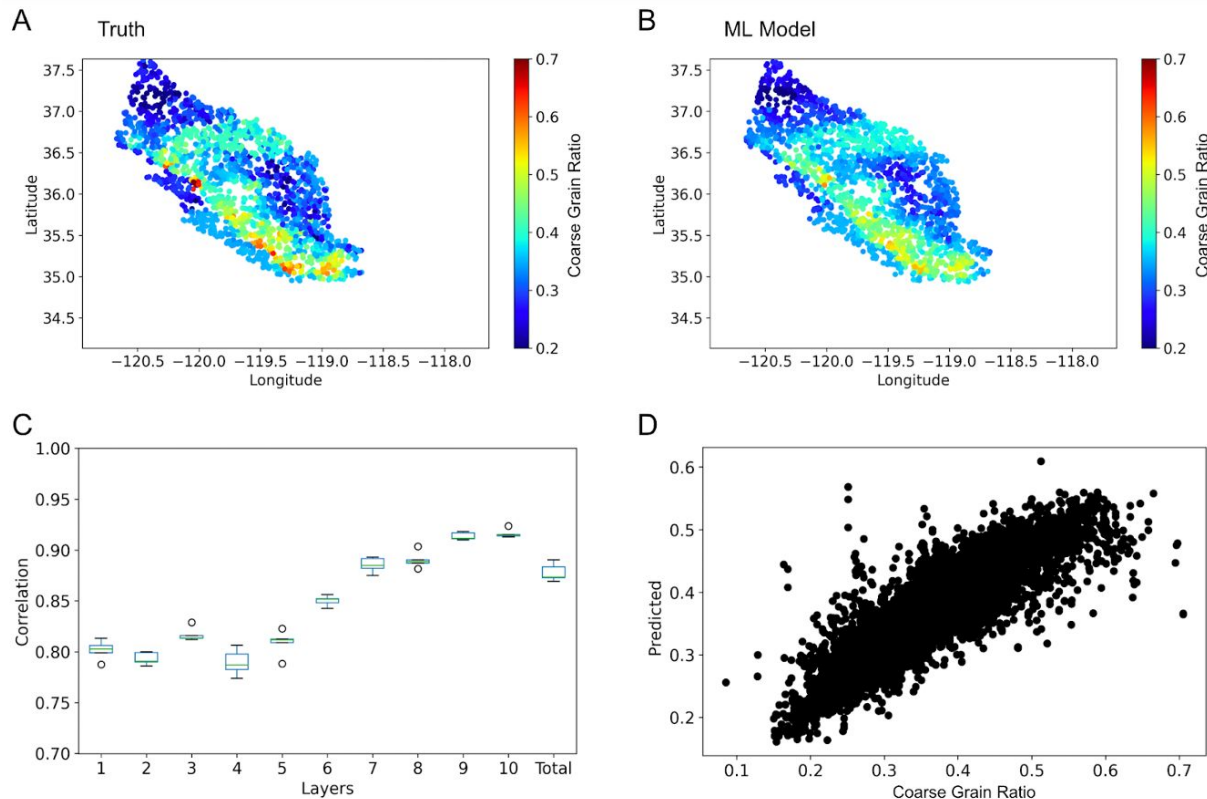 A
Truth
37.5
37.0
36.5
36.0
35.5
35.0
34.5
Latitude
−120.5 −120.0 −119.5 −119.0 −118.5 −118.0
Longitude
0.7
0.6
0.5
0.4
0.3
0.2
Coarse Grain Ratio
B
ML Model
37.5
37.0
36.5
36.0
35.5
35.0
34.5
Latitude
−120.5 −120.0 −119.5 −119.0 −118.5 −118.0
Longitude
0.7
0.6
0.5
0.4
0.3
0.2
Coarse Grain Ratio
C
1.00
0.95
0.90
0.85
0.80
0.75
0.70
Correlation
1 2 3 4 5 6 7 8 9 10 Total
Layers
D
0.6
0.5
0.4
0.3
0.2
Predicted
0.1 0.2 0.3 0.4 0.5 0.6 0.7
Coarse Grain Ratio